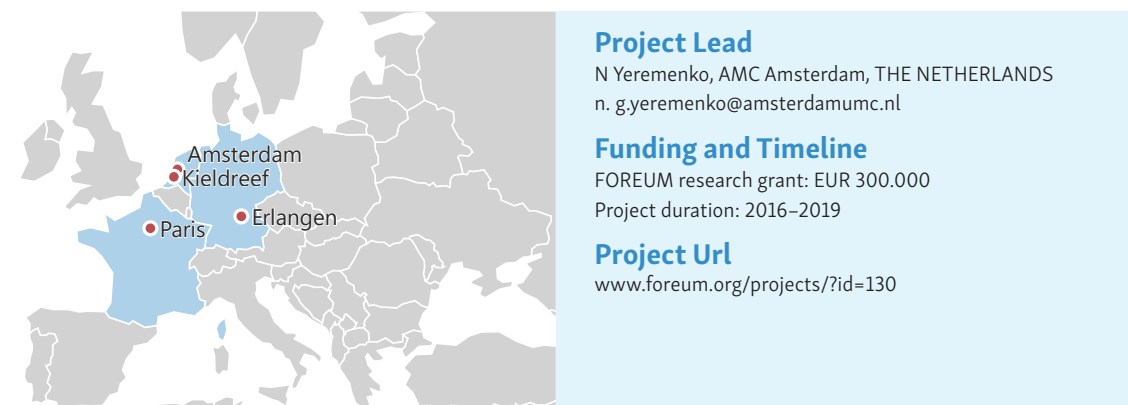 Amsterdam
Kieldreef
Erlangen
Paris
Project Lead
N Yeremenko, AMC Amsterdam, THE NETHERLANDS
n. g.yeremenko@amsterdamumc.nl
Funding and Timeline
FOREUM research grant: EUR 300.000
Project duration: 2016–2019
Project Url
www.foreum.org/projects/?id=130